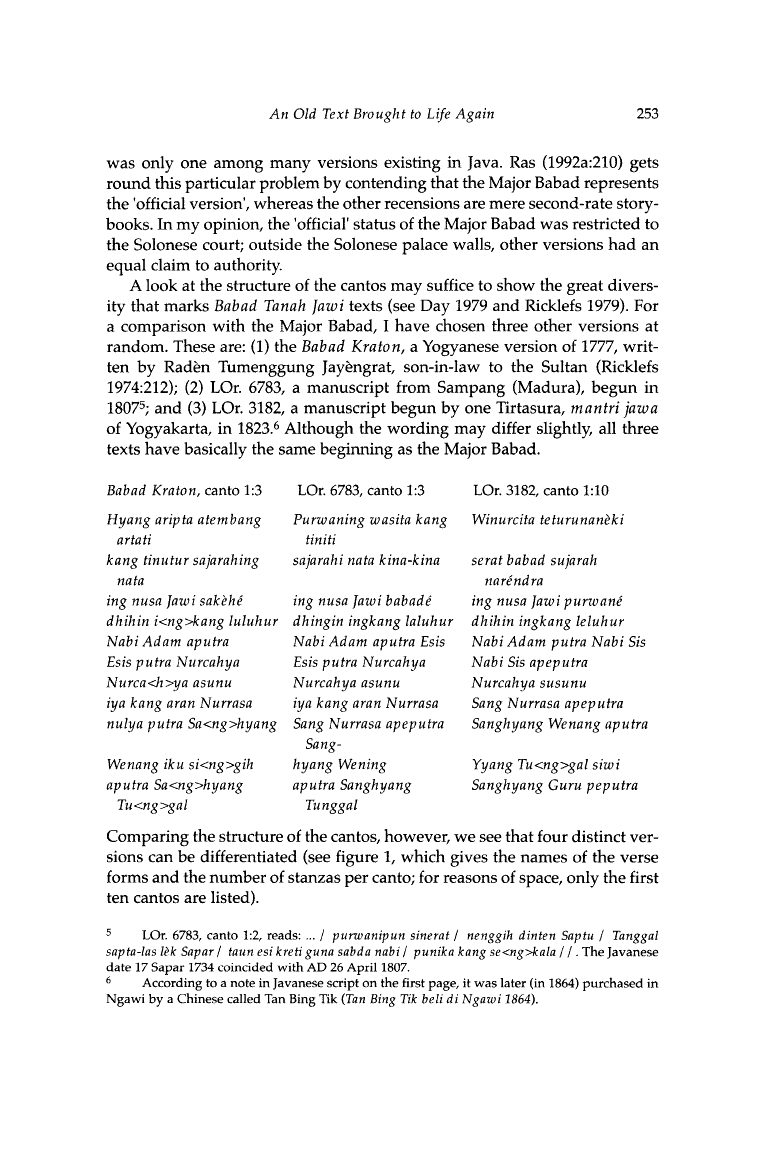 An Old Text Brought to Life Again 253
was only one among many versions existing in Java. Ras (1992a:210) gets
round this particular problem by contending that the Major Babad represents
the 'official version', whereas the other recensions are mere second-rate story-
books. In my opinion, the 'official' status of the Major Babad was restricted to
the Solonese court; outside the Solonese palace walls, other versions had an
equal claim to authority.
A look at the structure of the cantos may suffice to show the great divers-
ity that marks Babad Tanah Jawi texts (see Day 1979 and Ricklefs 1979). For
a comparison with the Major Babad, I have chosen three other versions at
random. These are: (1) the Babad Kraton, a Yogyanese version of 1777, writ-
ten by Radèn Tumenggung Jayèngrat, son-in-law to the Sultan (Ricklefs
1974:212); (2) LOr. 6783, a manuscript from Sampang (Madura), begun in
1807⁵; and (3) LOr. 3182, a manuscript begun by one Tirtasura, mantri jawa
of Yogyakarta, in 1823.⁶ Although the wording may differ slightly, all three
texts have basically the same beginning as the Major Babad.
Babad Kraton, canto 1:3 LOr. 6783, canto 1:3 LOr. 3182, canto 1:10
Hyang aripta atembang Purwaning wasita kang Winurcita teturunanèki
artati tiniti
kang tinutur sajarahing sajarahi nata kina-kina serat babad sujarah
nata naréndra
ing nusa Jawi sakèhé ing nusa Jawi babadé ing nusa Jawi purwané
dhihin i<ng>kang luluhur dhingin ingkang laluhur dhihin ingkang leluhur
Nabi Adam aputra Nabi Adam aputra Esis Nabi Adam putra Nabi Sis
Esis putra Nurcahya Esis putra Nurcahya Nabi Sis apeputra
Nurca<h>ya asunu Nurcahya asunu Nurcahya susunu
iya kang aran Nurrasa iya kang aran Nurrasa Sang Nurrasa apeputra
nulya putra Sa<ng>hyang Sang Nurrasa apeputra Sanghyang Wenang aputra
Sang-
Wenang iku si<ng>gih hyang Wening Yyang Tu<ng>gal siwi
aputra Sa<ng>hyang aputra Sanghyang Sanghyang Guru peputra
Tu<ng>gal Tunggal
Comparing the structure of the cantos, however, we see that four distinct ver-
sions can be differentiated (see figure 1, which gives the names of the verse
forms and the number of stanzas per canto; for reasons of space, only the first
ten cantos are listed).
⁵ LOr. 6783, canto 1:2, reads: ... / purwanipun sinerat / nenggih dinten Saptu / Tanggal
sapta-las lèk Sapar / taun esi kreti guna sabda nabi / punika kang se<ng>kala / / . The Javanese
date 17 Sapar 1734 coincided with AD 26 April 1807.
⁶ According to a note in Javanese script on the first page, it was later (in 1864) purchased in
Ngawi by a Chinese called Tan Bing Tik (Tan Bing Tik beli di Ngawi 1864).